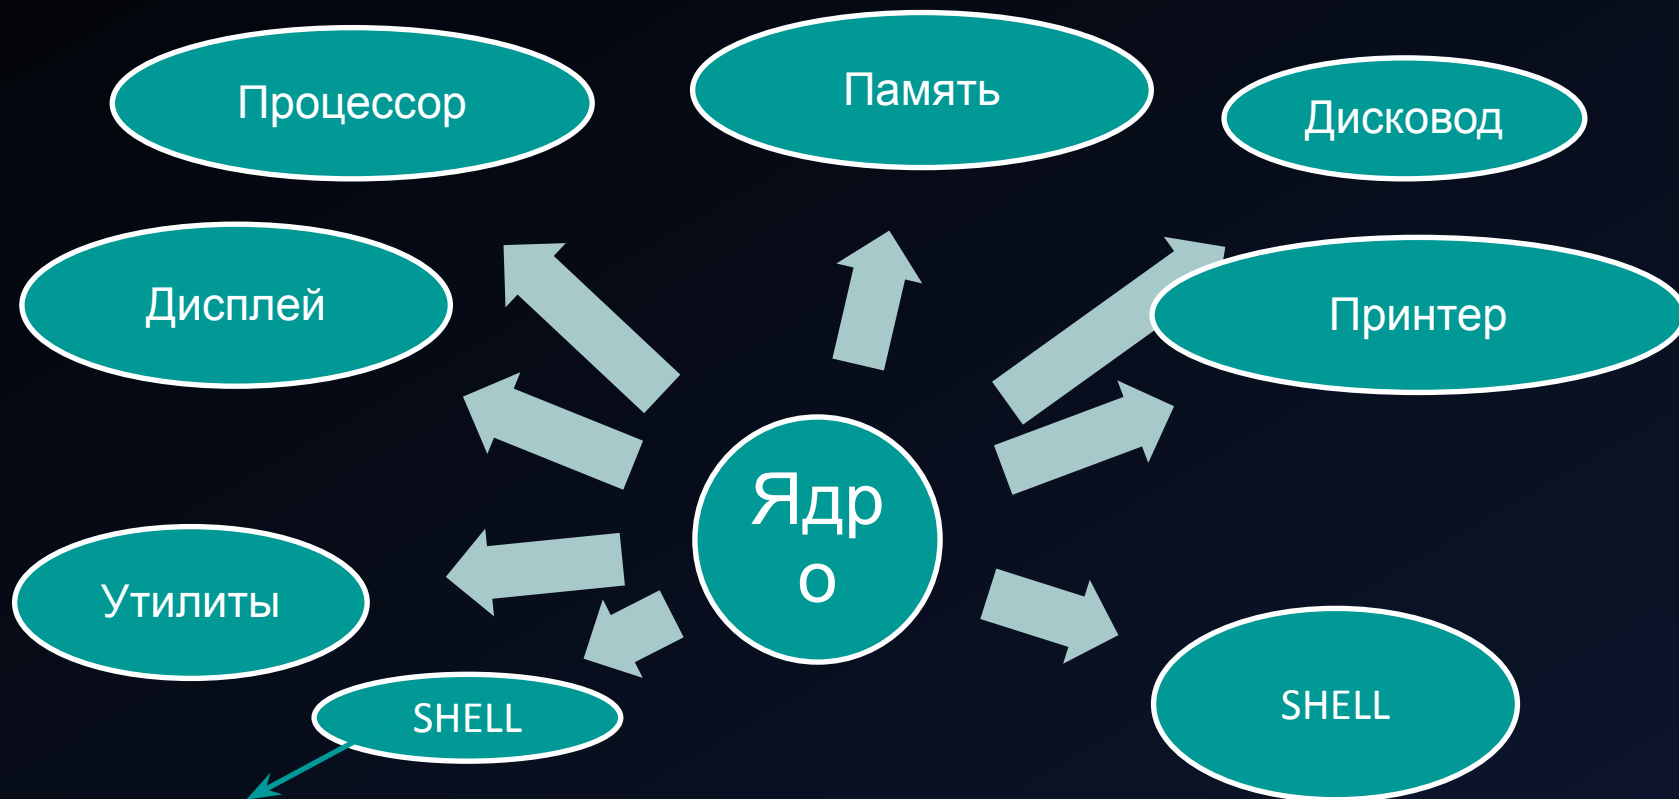 Процессор
Память
Дисковод
Дисплей
Принтер
Ядр
о
Утилиты
SHELL
SHELL